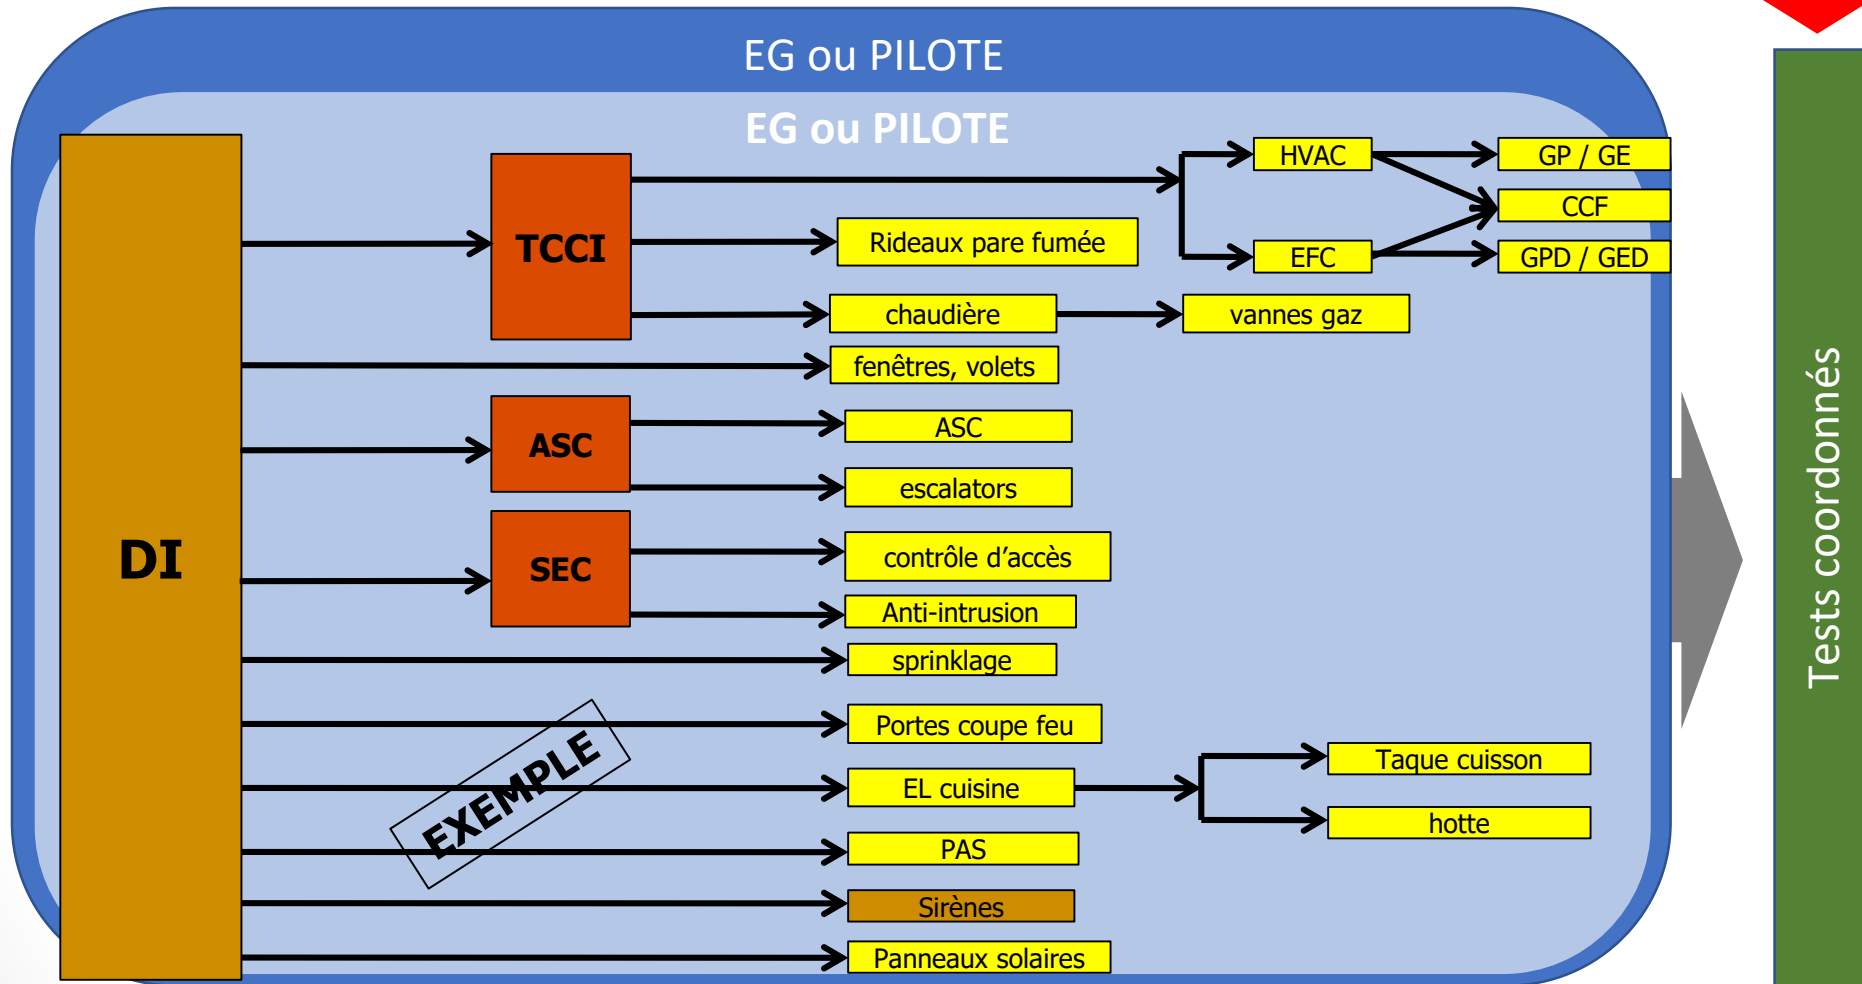 EG ou PILOTE
EG ou PILOTE
DI
TCCI
HVAC
GP / GE
CCF
Rideaux pare fumée
EFC
GPD / GED
chaudière
vannes gaz
fenêtres, volets
ASC
ASC
escalators
SEC
contrôle d’accès
Anti-intrusion
sprinklage
Portes coupe feu
EXEMPLE
EL cuisine
Taque cuisson
hotte
PAS
Sirènes
Panneaux solaires
Tests coordonnés